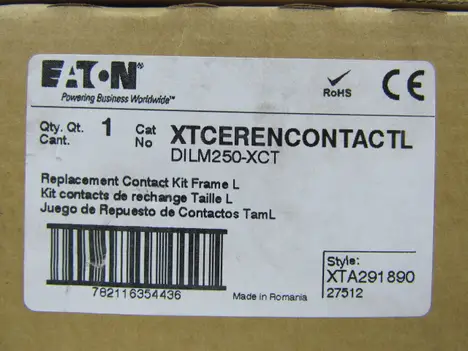 EATON®
Powering Business Worldwide™
RoHS
CE
Qty. Qt. Cant. 1
Cat No XTCERENCONTACTL
DILM250-XCT
Replacement Contact Kit Frame L
Kit contacts de rechange Taille L
Juego de Repuesto de Contactos TamL
782116354436
Made in Romania
Style:
XTA291890
27512